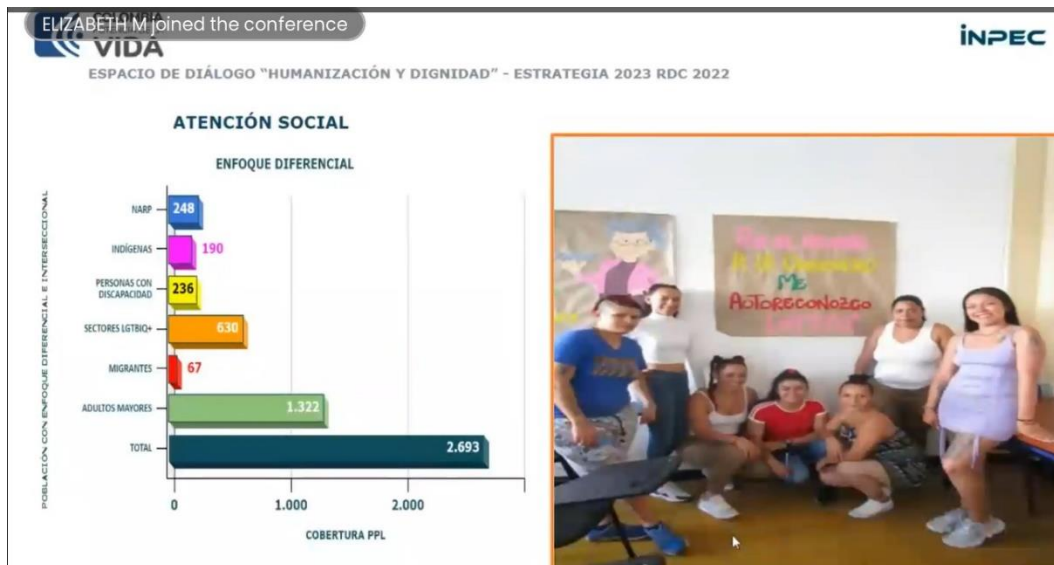 ELIZABETH M joined the conference
VIDA
İNPEC
ESPACIO DE DIÁLOGO “HUMANIZACIÓN Y DIGNIDAD” - ESTRATEGIA 2023 RDC 2022
ATENCIÓN SOCIAL
ENFOQUE DIFERENCIAL
POBLACIÓN CON ENFOQUE DIFERENCIAL E INTERSECCIONAL
NARP 248
INDÍGENAS 190
PERSONAS CON
DISCAPACIDAD 236
SECTORES LGTBIQ+ 630
MIGRANTES 67
ADULTOS MAYORES 1.322
TOTAL 2.693
0 1.000 2.000
COBERTURA PPL
ME
AUTORECONOZCO